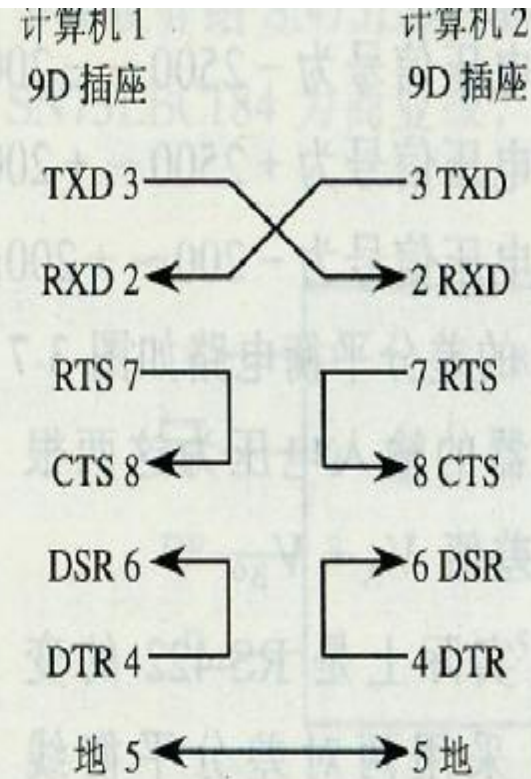 计算机 1 计算机 2
9D 插座 9D 插座
TXD 3 3 TXD
RXD 2 2 RXD
RTS 7 7 RTS
CTS 8 8 CTS
DSR 6 6 DSR
DTR 4 4 DTR
地 5 5 地